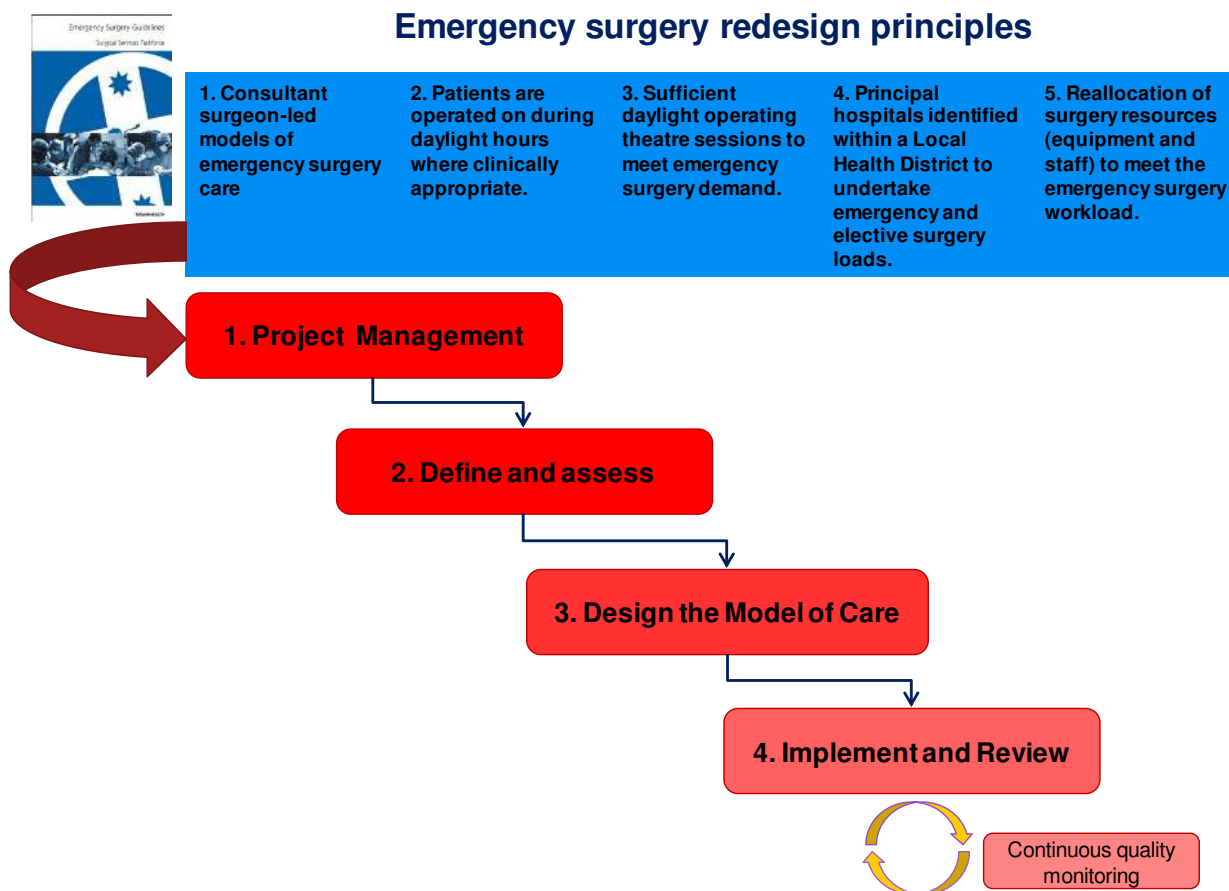 Emergency Surgery Guidelines
Surgical Services Taskforce
Emergency surgery redesign principles
1. Consultant
surgeon-led
models of
emergency surgery
care
2. Patients are
operated on during
daylight hours
where clinically
appropriate.
3. Sufficient
daylight operating
theatre sessions to
meet emergency
surgery demand.
4. Principal
hospitals identified
within a Local
Health District to
undertake
emergency and
elective surgery
loads.
5. Reallocation of
surgery resources
(equipment and
staff) to meet the
emergency surgery
workload.
1. Project Management
2. Define and assess
3. Design the Model of Care
4. Implement and Review
Continuous quality
monitoring